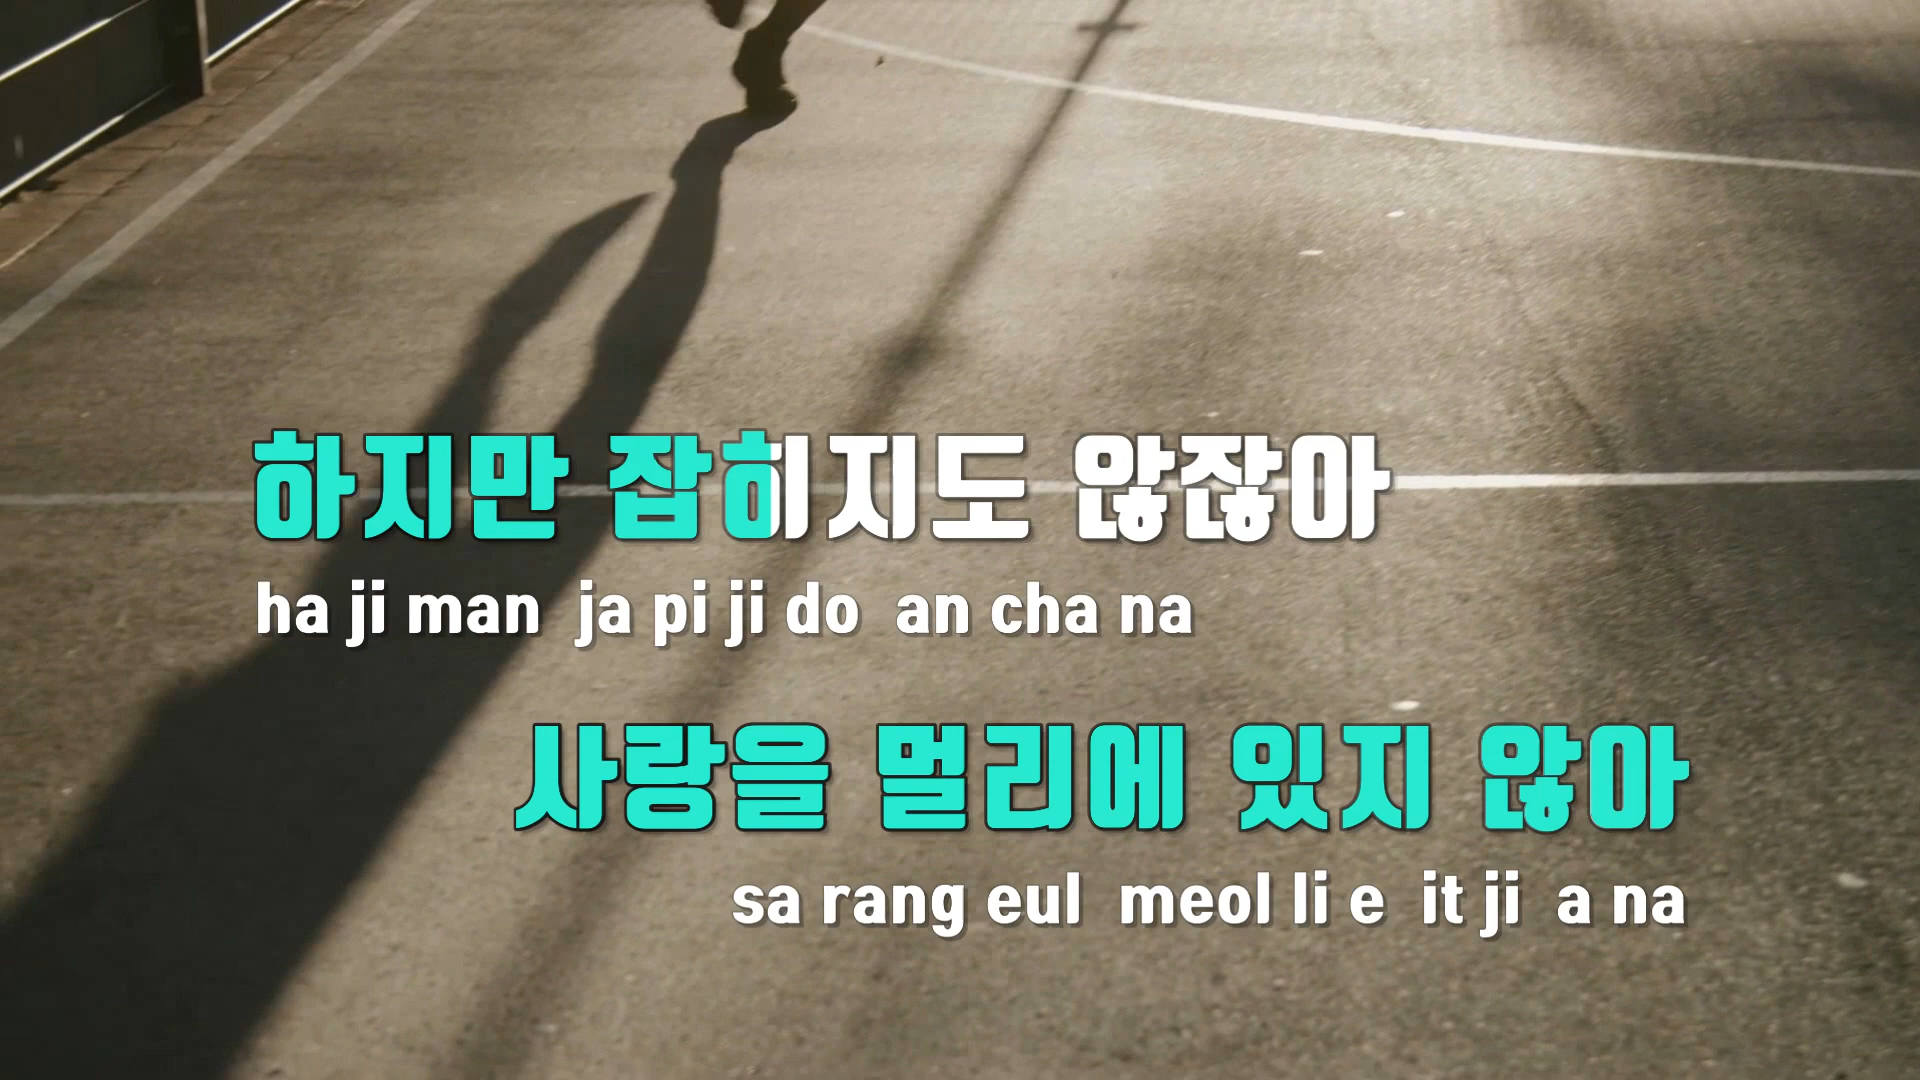 하지만 잡히지도 않잖아
ha ji man ja pi ji do an cha na
사랑을 멀리에 있지 않아
sa rang eul meol li e it ji a na